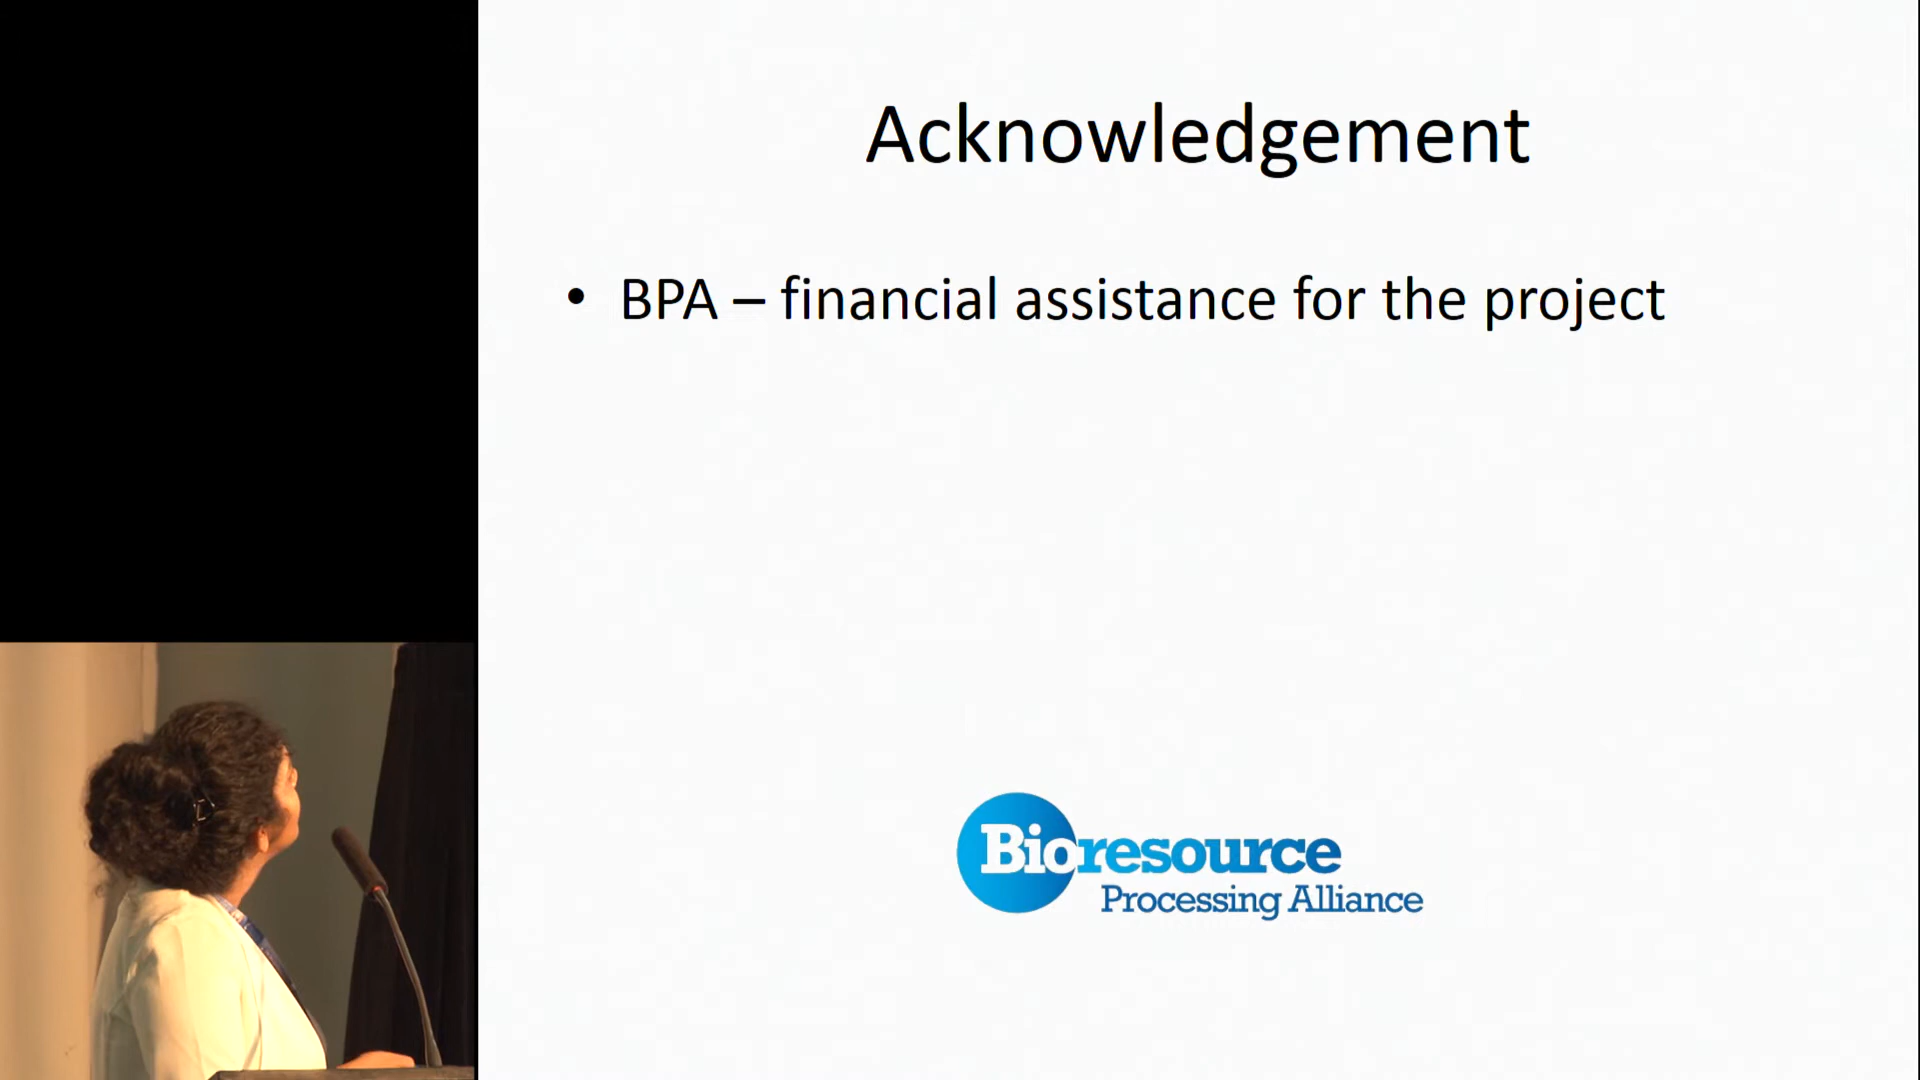 Acknowledgement
• BPA – financial assistance for the project
Bioresource
Processing Alliance